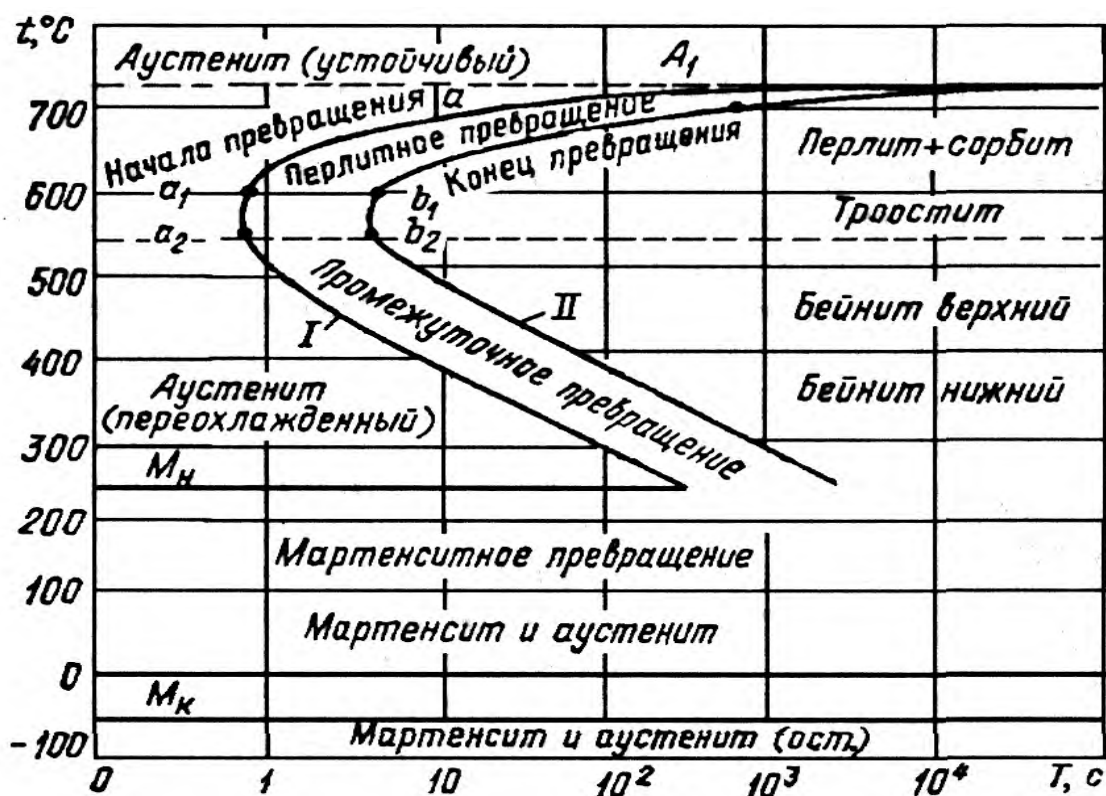 t,°C
Аустенит (устойчивый)
A₁
700
Начала превращения
a
Перлитное превращение
Конец превращения
Перлит+сорбит
600
a₁
b₁
Троостит
a₂
b₂
500
I
Промежуточное превращение
II
Бейнит верхний
400
Аустенит
(переохлажденный)
Бейнит нижний
300
Мн
200
Мартенситное превращение
100
Мартенсит и аустенит
0
Мк
-100
Мартенсит и аустенит (ост.)
0 1 10 10² 10³ 10⁴ T, с